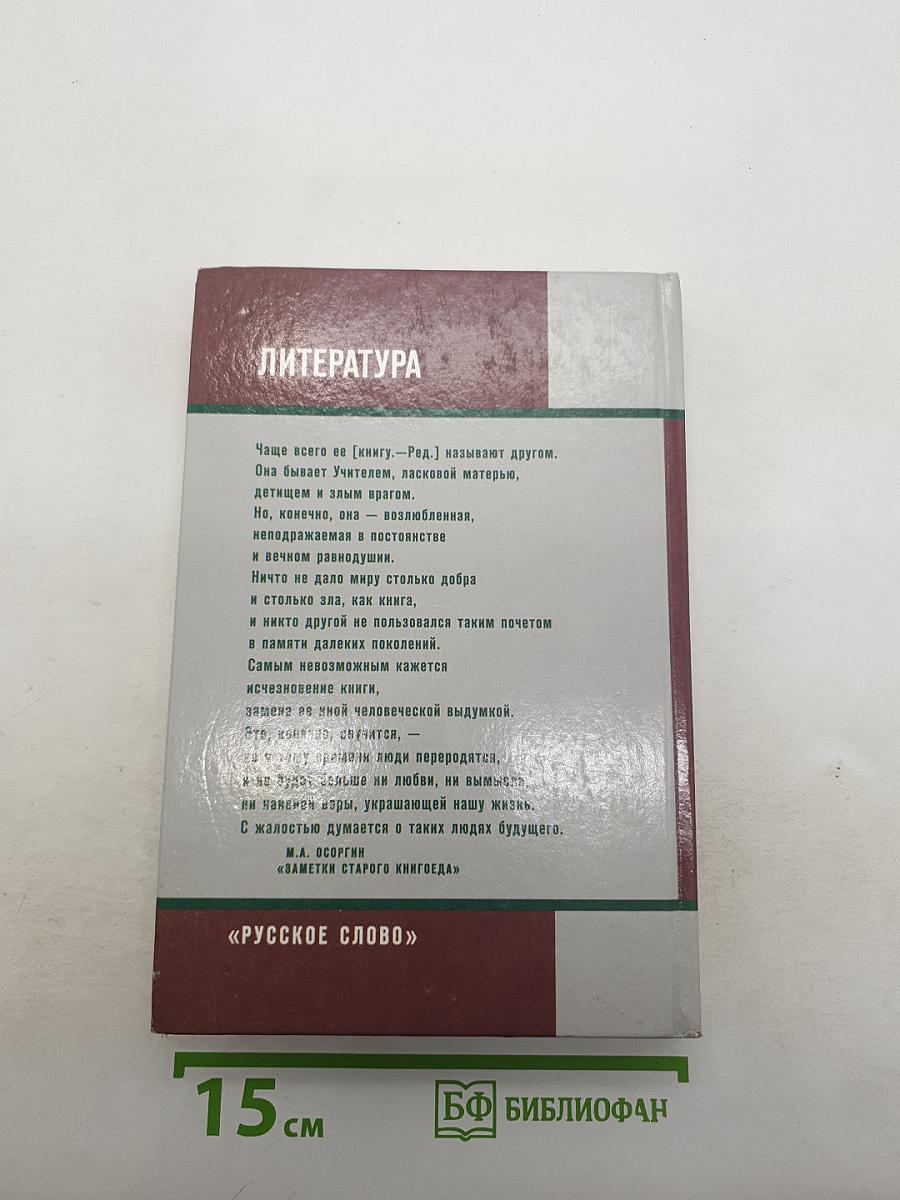 ЛИТЕРАТУРА
Чаще всего ее [книгу.—Ред.] называют другом.
Она бывает Учителем, ласковой матерью,
детищем и злым врагом.
Но, конечно, она — возлюбленная,
неподражаемая в постоянстве
и вечном равнодушии.
Ничто не дало миру столько добра
и столько зла, как книга,
и никто другой не пользовался таким почетом
в памяти далеких поколений.
Самым невозможным кажется
исчезновение книги,
замена ее иной человеческой выдумкой.
Это, конечно, случится, —
но к тому времени люди переродятся,
и не будет больше ни любви, ни вымысла,
ни наивной веры, украшающей нашу жизнь.
С жалостью думается о таких людях будущего.
М.А. ОСОРГИН
«ЗАМЕТКИ СТАРОГО КНИГОЕДА»
«РУССКОЕ СЛОВО»
15 см
БФ БИБЛИОФАН